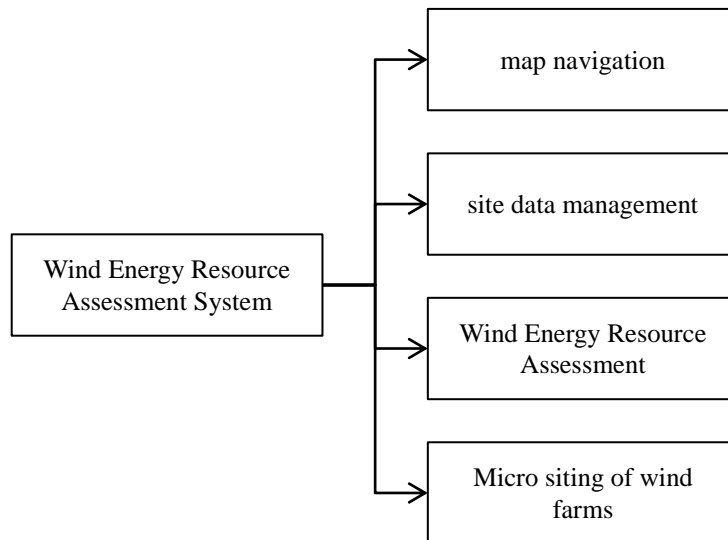 map navigation
site data management
Wind Energy Resource
Assessment System
Wind Energy Resource
Assessment
Micro siting of wind
farms